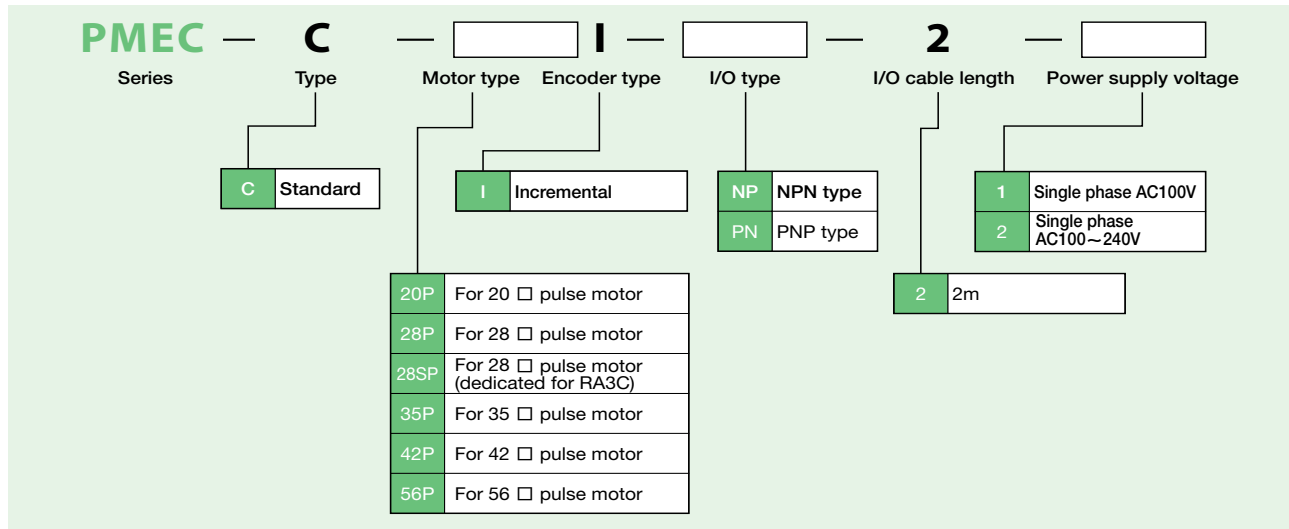 PMEC — C — I — — 2 —
Series Type Motor type Encoder type I/O type I/O cable length Power supply voltage
C Standard
I Incremental
NP NPN type
PN PNP type
1 Single phase AC100V
2 Single phase
AC100~240V
20P For 20 □ pulse motor
28P For 28 □ pulse motor
28SP For 28 □ pulse motor
(dedicated for RA3C)
35P For 35 □ pulse motor
42P For 42 □ pulse motor
56P For 56 □ pulse motor
2 2m